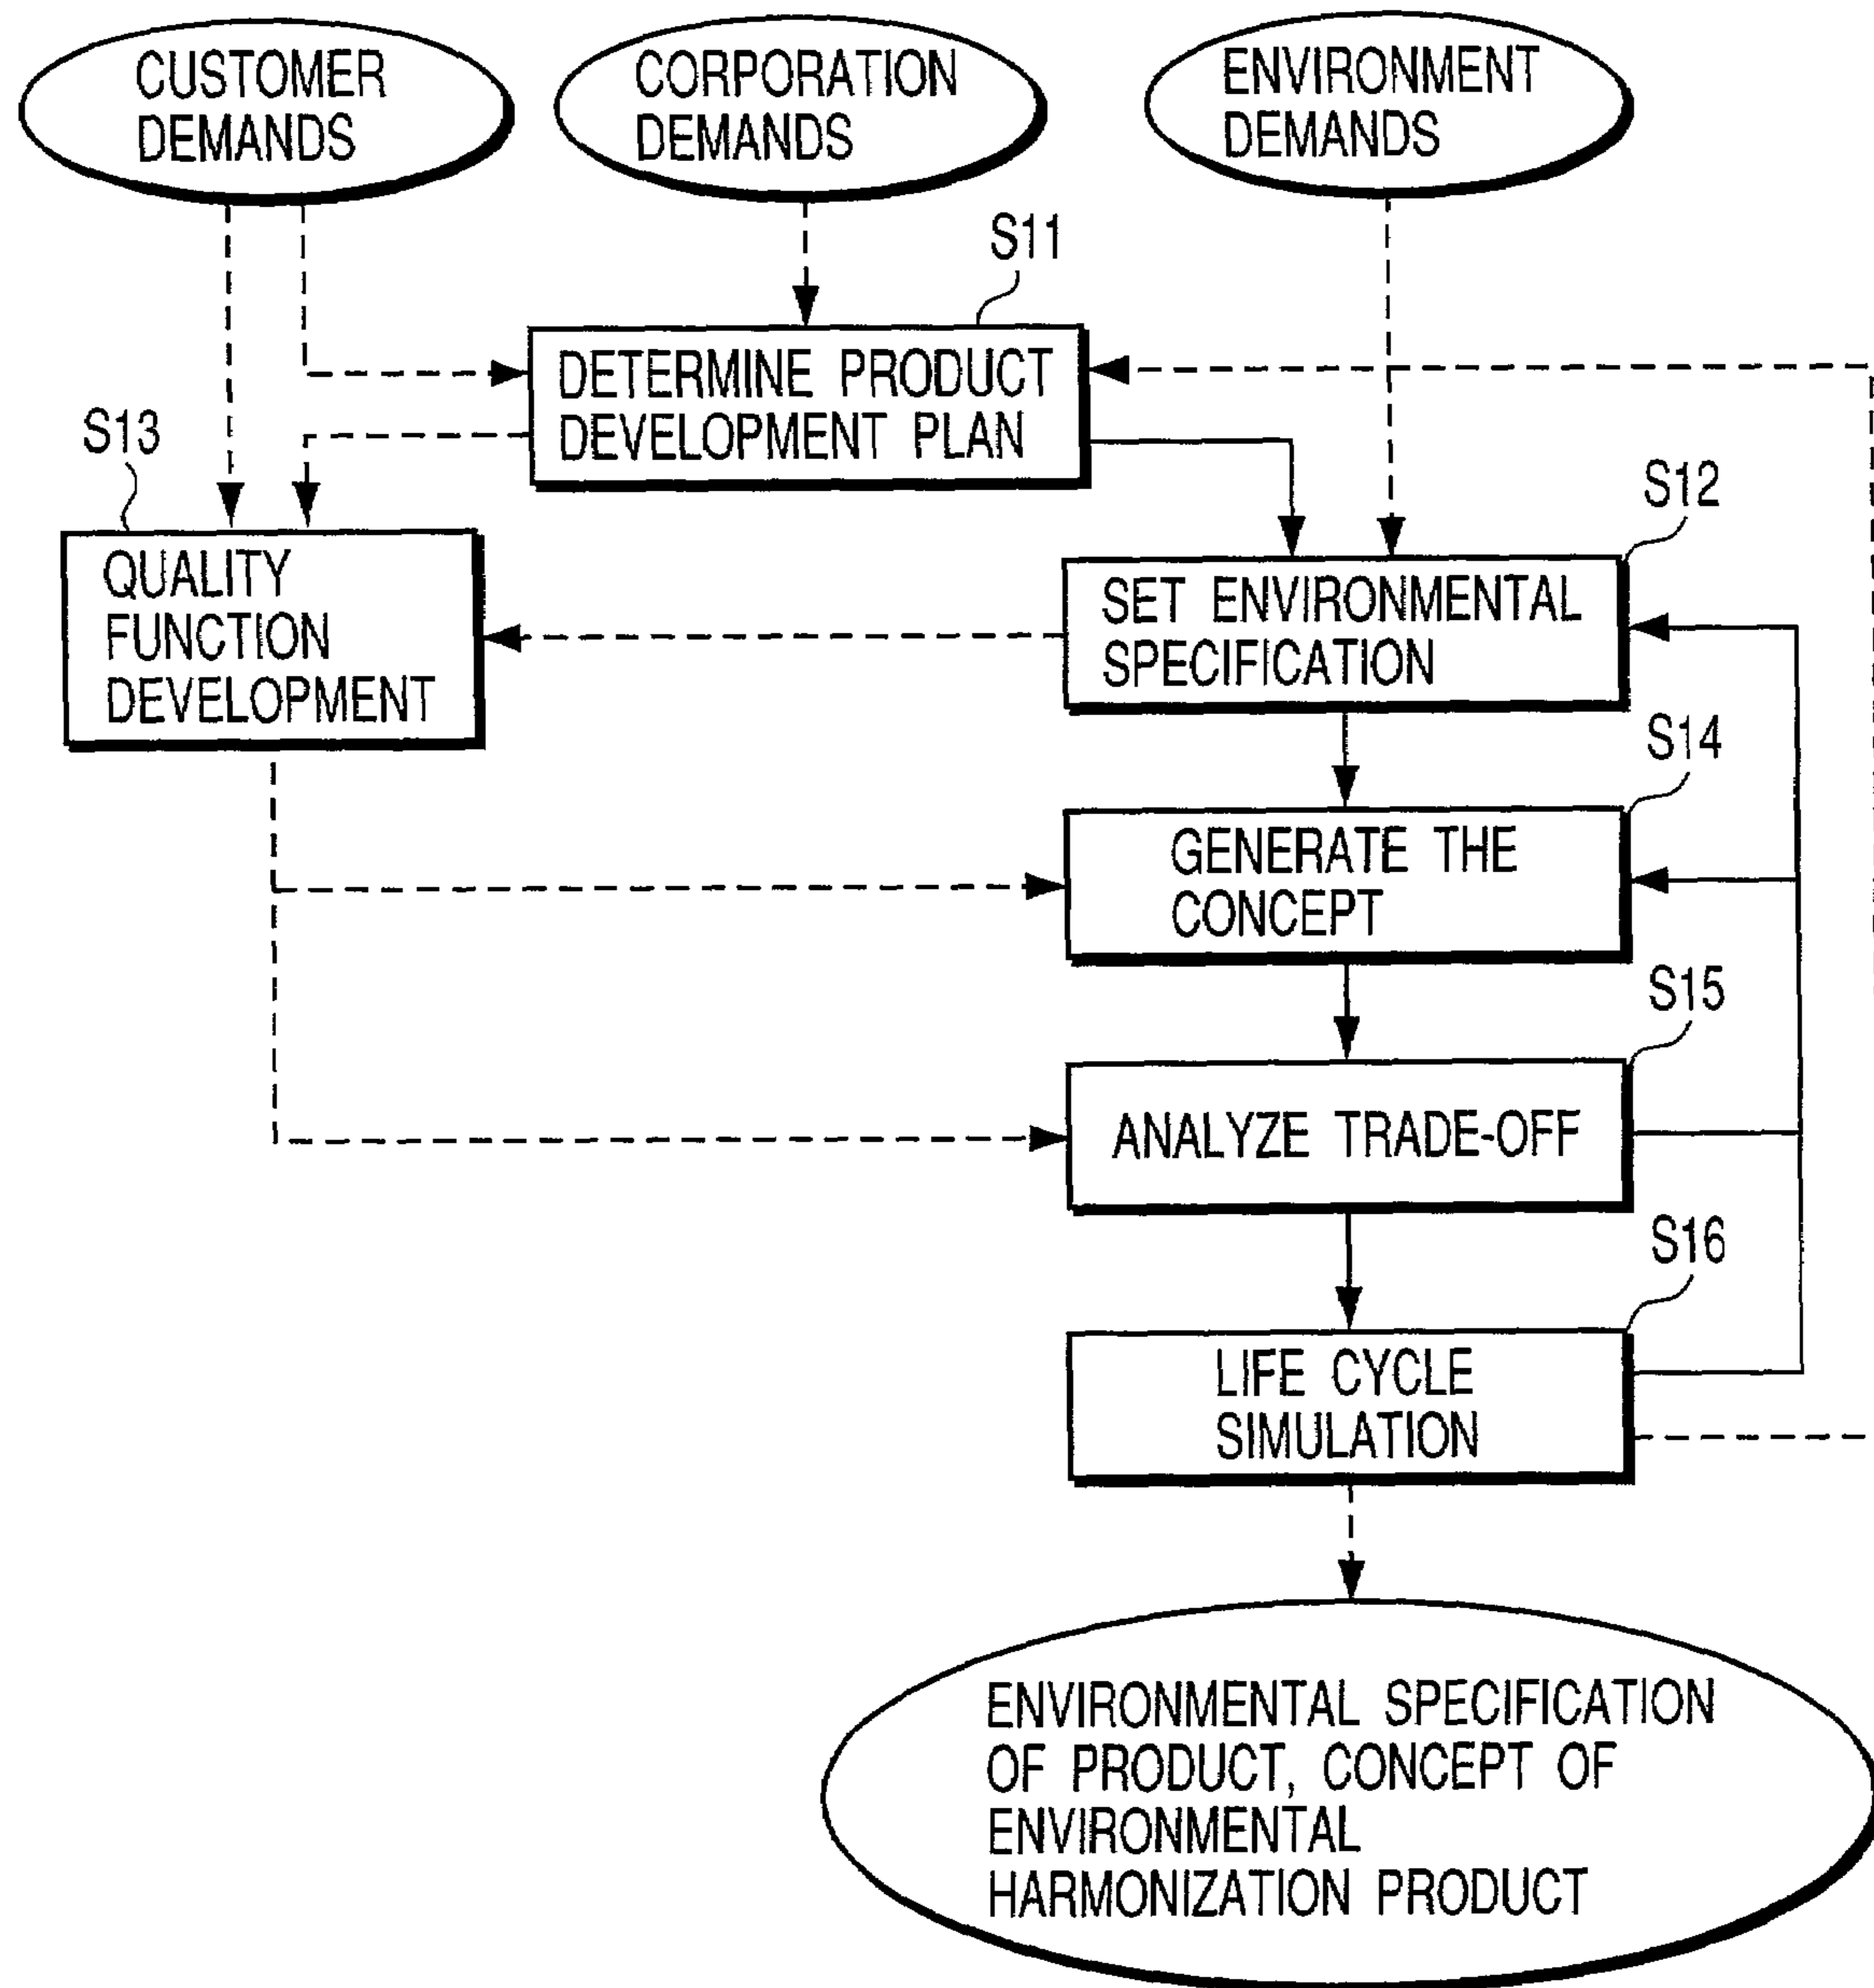 CUSTOMER
DEMANDS
CORPORATION
DEMANDS
ENVIRONMENT
DEMANDS
S11
DETERMINE PRODUCT
DEVELOPMENT PLAN
S13
QUALITY
FUNCTION
DEVELOPMENT
S12
SET ENVIRONMENTAL
SPECIFICATION
S14
GENERATE THE
CONCEPT
S15
ANALYZE TRADE-OFF
S16
LIFE CYCLE
SIMULATION
ENVIRONMENTAL SPECIFICATION
OF PRODUCT, CONCEPT OF
ENVIRONMENTAL
HARMONIZATION PRODUCT